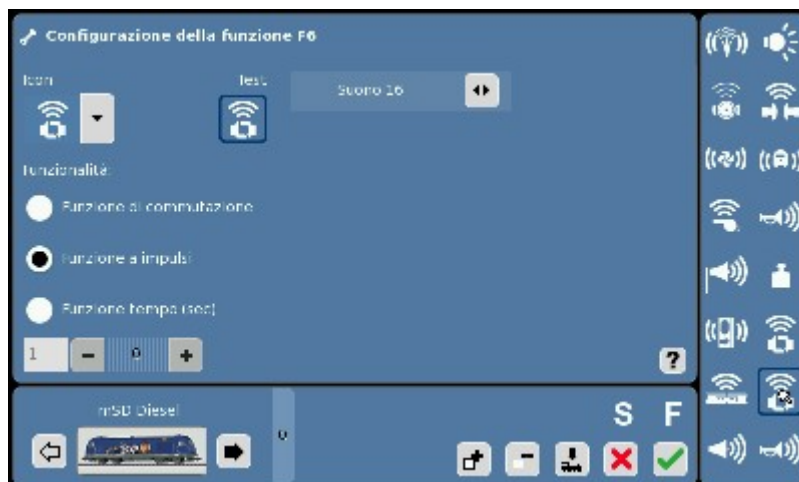 Configurazione della funzione F6
Icon
Test
Suono 16
Funzionalità:
Funzione di commutazione
Funzione a impulsi
Funzione tempo (sec)
1 - 0 +
?
mSD Diesel
0
S F